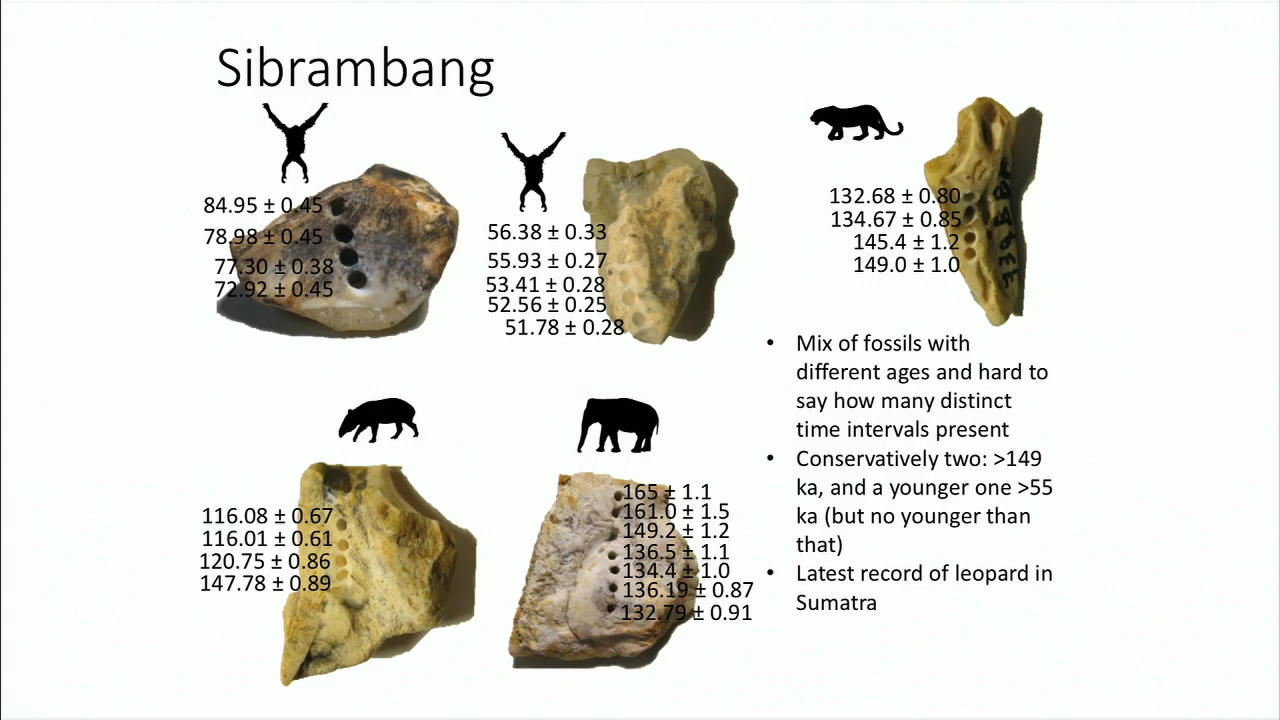 Sibrambang
84.95 ± 0.45
78.98 ± 0.45
77.30 ± 0.38
72.92 ± 0.45
56.38 ± 0.33
55.93 ± 0.27
53.41 ± 0.28
52.56 ± 0.25
51.78 ± 0.28
132.68 ± 0.80
134.67 ± 0.85
145.4 ± 1.2
149.0 ± 1.0
116.08 ± 0.67
116.01 ± 0.61
120.75 ± 0.86
147.78 ± 0.89
165 ± 1.1
161.0 ± 1.5
149.2 ± 1.2
136.5 ± 1.1
134.4 ± 1.0
136.19 ± 0.87
132.79 ± 0.91
• Mix of fossils with
different ages and hard to
say how many distinct
time intervals present
• Conservatively two: >149
ka, and a younger one >55
ka (but no younger than
that)
• Latest record of leopard in
Sumatra